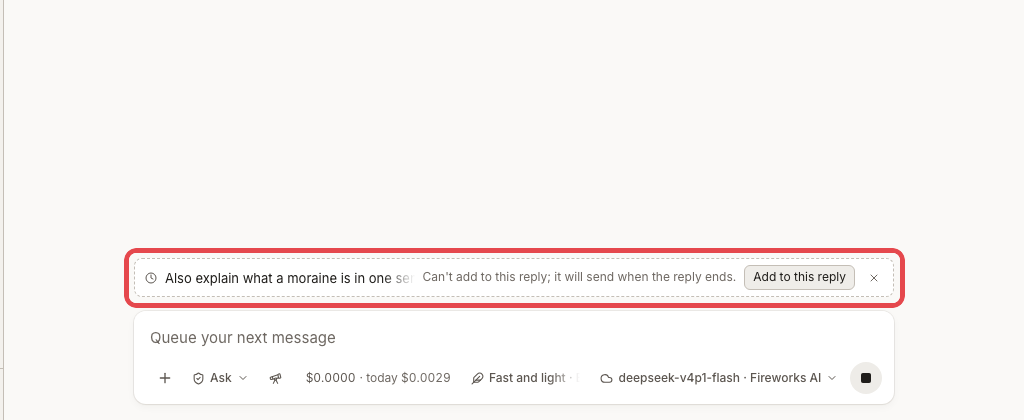 Also explain what a moraine is in one
Can't add to this reply; it will send when the reply ends.
Add to this reply
Queue your next message
Ask
$0.0000 · today $0.0029
Fast and light ·
deepseek-v4p1-flash · Fireworks AI